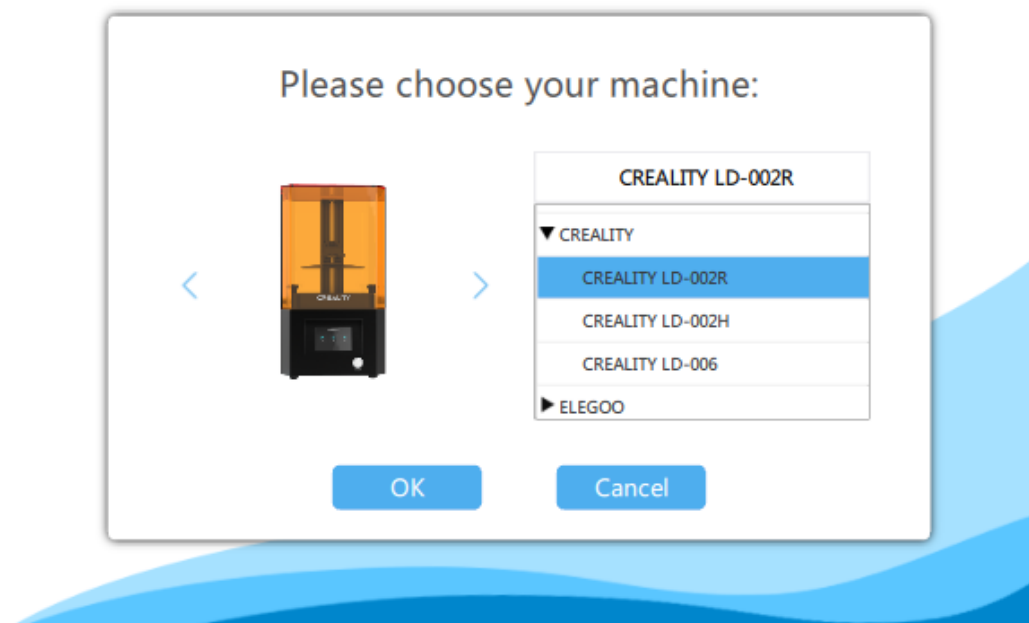 Please choose your machine:
CREALITY LD-002R
CREALITY
CREALITY LD-002R
CREALITY LD-002H
CREALITY LD-006
ELEGOO
CREALITY
OK
Cancel